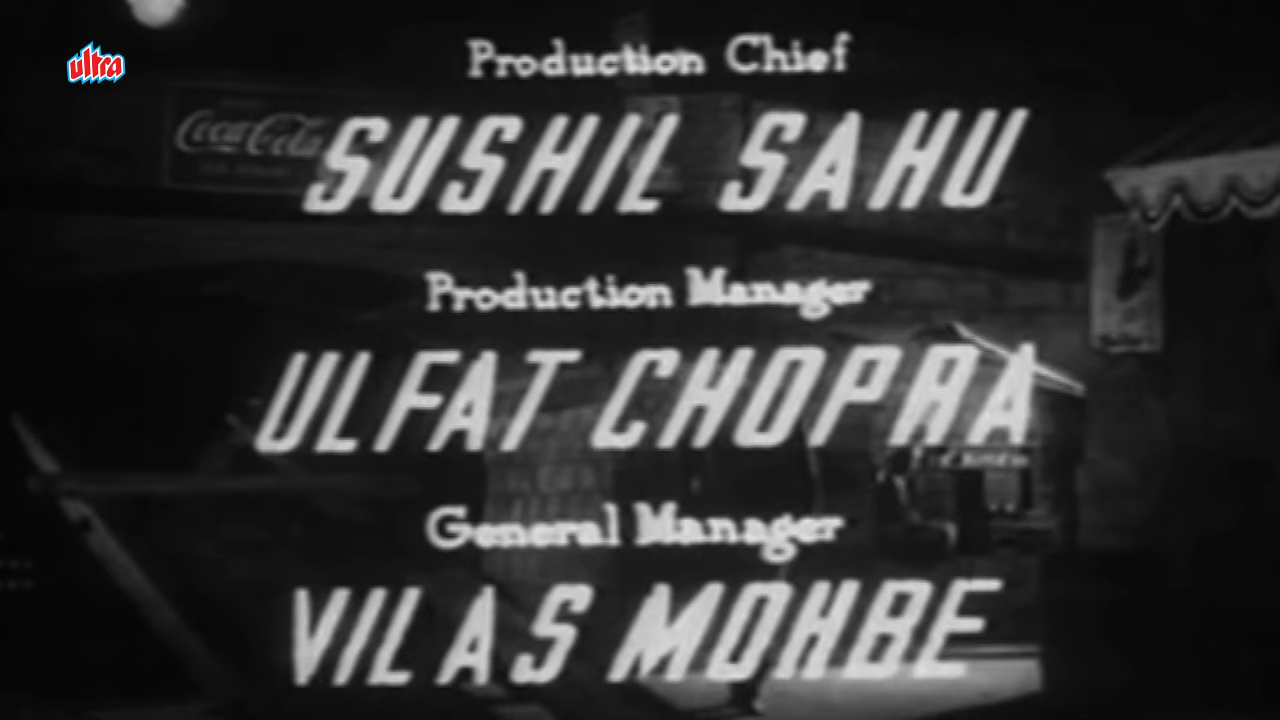 ultra
Production Chief
Coca-Cola
SUSHIL SAHU
Production Manager
ULFAT CHOPRA
General Manager
VILAS MOHBE